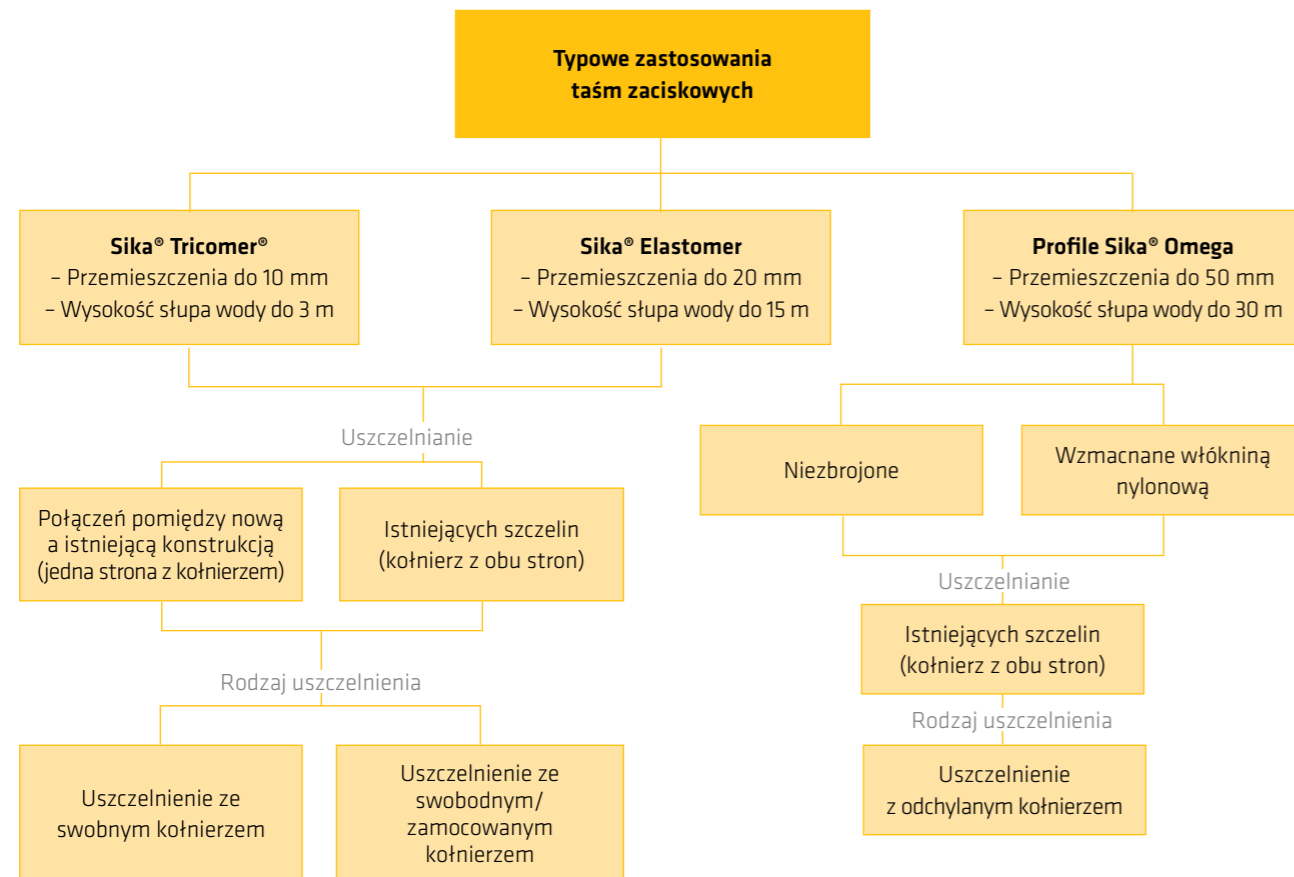 Typowe zastosowania
taśm zaciskowych
Sika® Tricomer®
– Przemieszczenia do 10 mm
– Wysokość słupa wody do 3 m
Sika® Elastomer
– Przemieszczenia do 20 mm
– Wysokość słupa wody do 15 m
Profile Sika® Omega
– Przemieszczenia do 50 mm
– Wysokość słupa wody do 30 m
Uszczelnianie
Połączeń pomiędzy nową
a istniejącą konstrukcją
(jedna strona z kołnierzem)
Istniejących szczelin
(kołnierz z obu stron)
Rodzaj uszczelnienia
Uszczelnienie ze
swobnym kołnierzem
Uszczelnienie ze
swobodnym/
zamocowanym
kołnierzem
Niezbrojone
Wzmacnane włókniną
nylonową
Uszczelnianie
Istniejących szczelin
(kołnierz z obu stron)
Rodzaj uszczelnienia
Uszczelnienie
z odchylanym kołnierzem